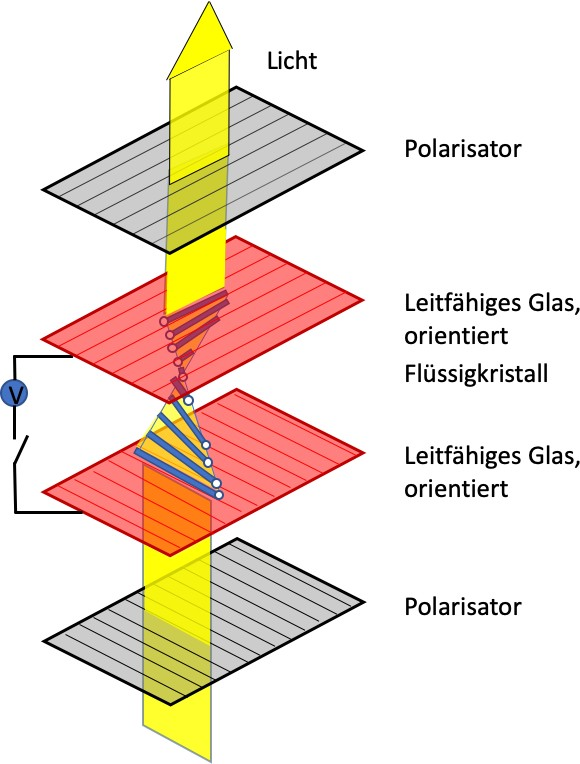 Licht
Polarisator
Leitfähiges Glas,
orientiert
Flüssigkristall
V
Leitfähiges Glas,
orientiert
Polarisator